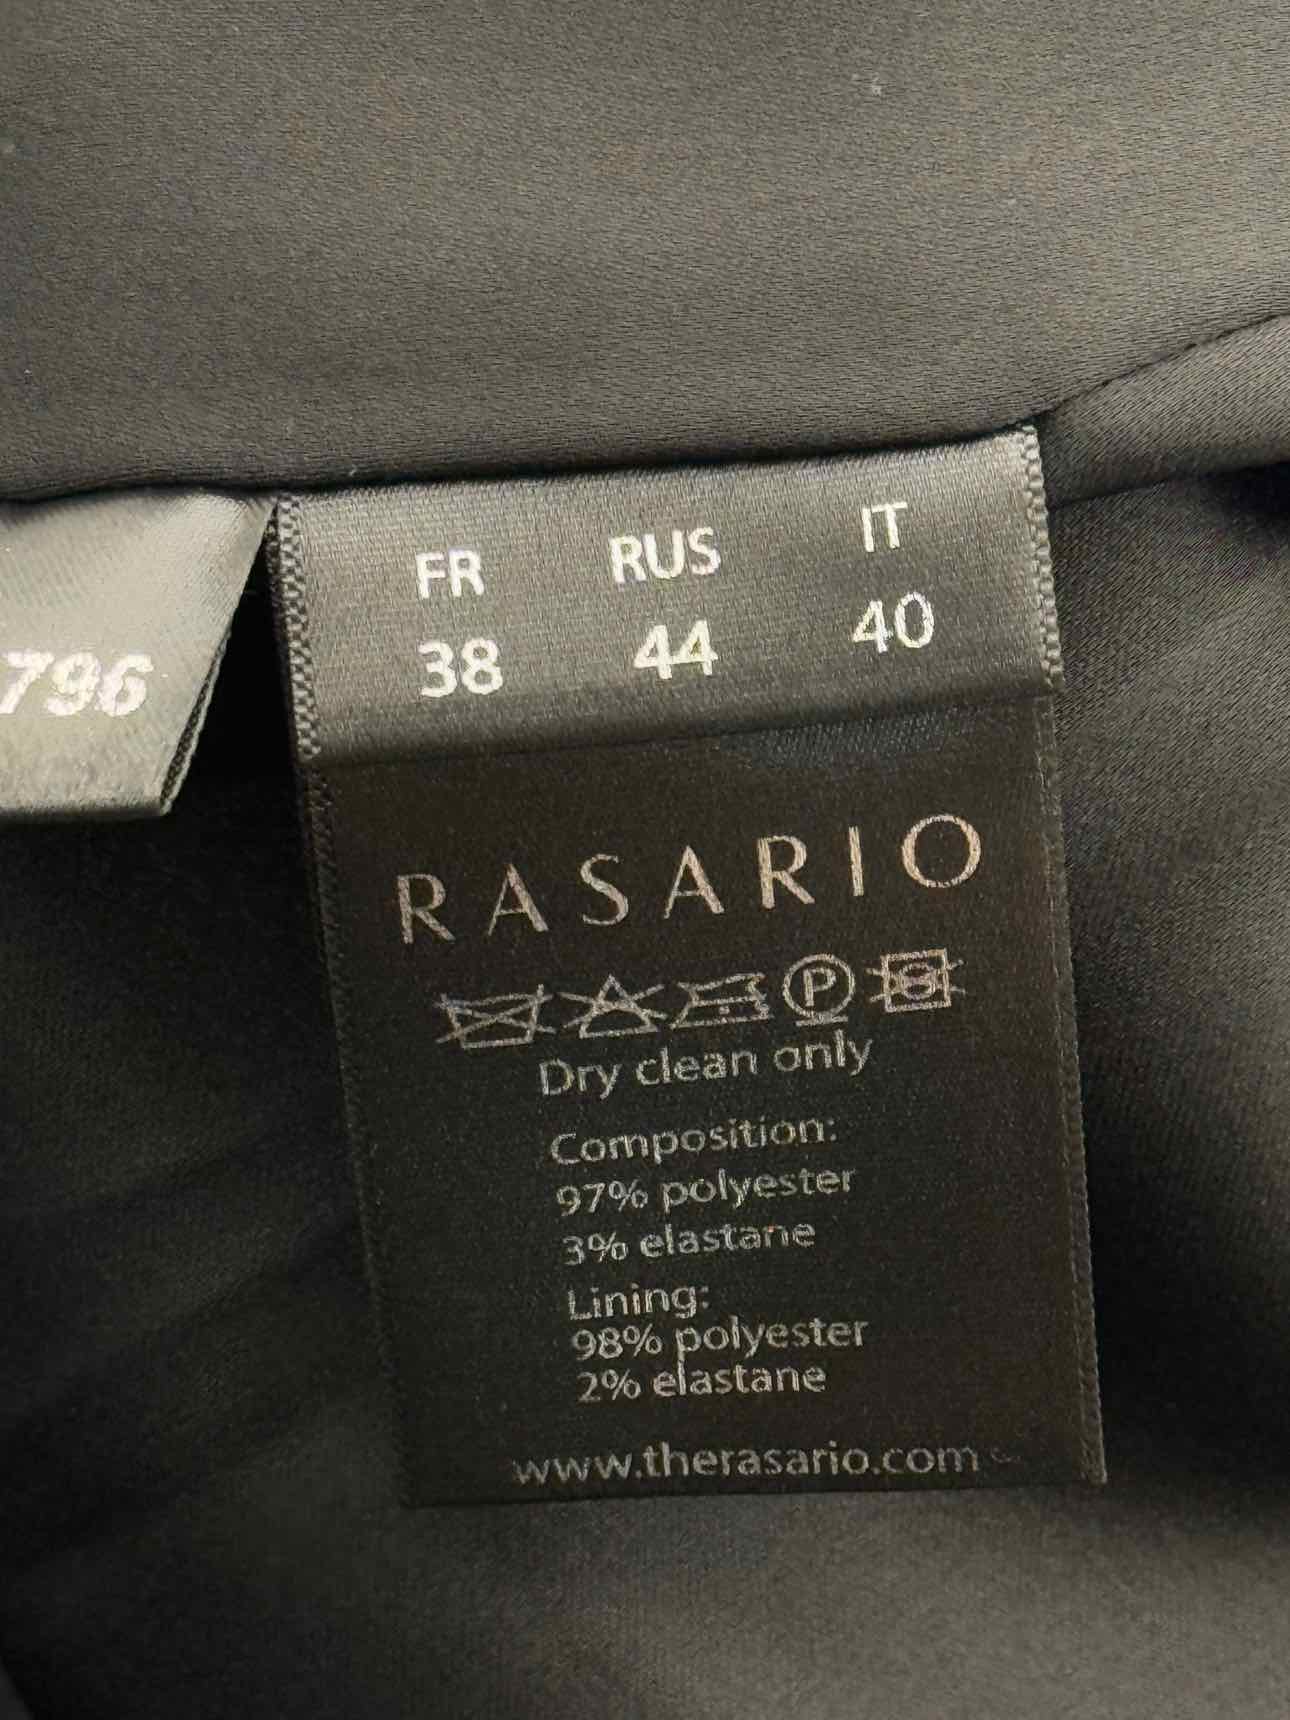 FR RUS IT
38 44 40
796
RASARIO
P
Dry clean only
Composition:
97% polyester
3% elastane
Lining:
98% polyester
2% elastane
www.therasario.com